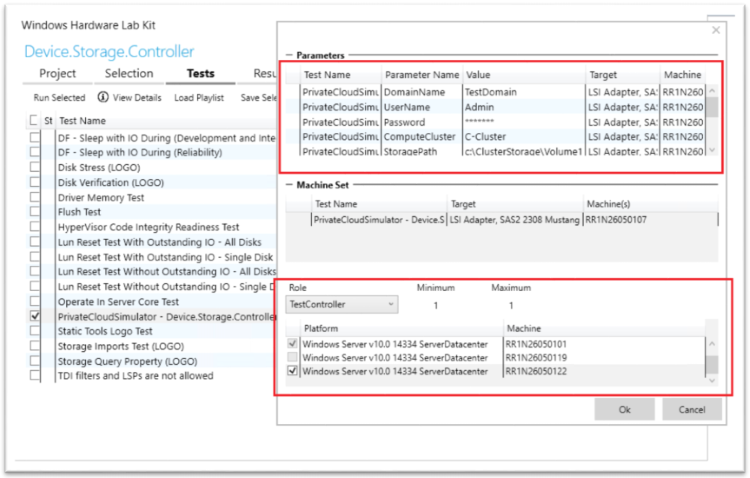 Windows Hardware Lab Kit
Device.Storage.Controller
Project Selection Tests Resu
Run Selected View Details Load Playlist Save Sele
St Test Name
DF - Sleep with IO During (Development and Inte
DF - Sleep with IO During (Reliability)
Disk Stress (LOGO)
Disk Verification (LOGO)
Driver Memory Test
Flush Test
HyperVisor Code Integrity Readiness Test
Lun Reset Test With Outstanding IO - All Disks
Lun Reset Test With Outstanding IO - Single Disk
Lun Reset Test Without Outstanding IO - All Disks
Lun Reset Test Without Outstanding IO - Single D
Operate In Server Core Test
PrivateCloudSimulator - Device.Storage.Controller
Static Tools Logo Test
Storage Imports Test (LOGO)
Storage Query Property (LOGO)
TDI filters and LSPs are not allowed
Parameters
Test Name Parameter Name Value Target Machine
PrivateCloudSimu DomainName TestDomain LSI Adapter, SAS RR1N260
PrivateCloudSimu UserName Admin LSI Adapter, SAS RR1N260
PrivateCloudSimu Password ******* LSI Adapter, SAS RR1N260
PrivateCloudSimu ComputeCluster C-Cluster LSI Adapter, SAS RR1N260
PrivateCloudSimu StoragePath c:\ClusterStorage\Volume1 LSI Adapter, SAS RR1N260
Machine Set
Test Name Target Machine(s)
PrivateCloudSimulator - Device.S LSI Adapter, SAS2 2308 Mustang RR1N26050107
Role Minimum Maximum
TestController 1 1
Platform Machine
Windows Server v10.0 14334 ServerDatacenter RR1N26050101
Windows Server v10.0 14334 ServerDatacenter RR1N26050119
Windows Server v10.0 14334 ServerDatacenter RR1N26050122
Ok Cancel